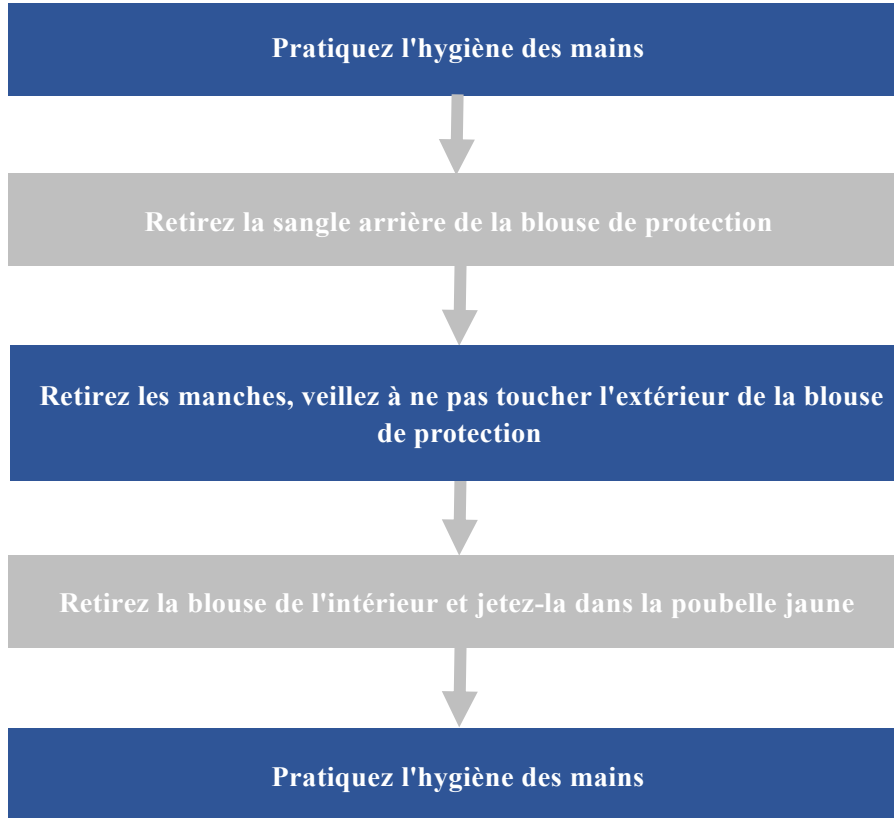 Pratiquez l'hygiène des mains
Retirez la sangle arrière de la blouse de protection
Retirez les manches, veillez à ne pas toucher l'extérieur de la blouse
de protection
Retirez la blouse de l'intérieur et jetez-la dans la poubelle jaune
Pratiquez l'hygiène des mains